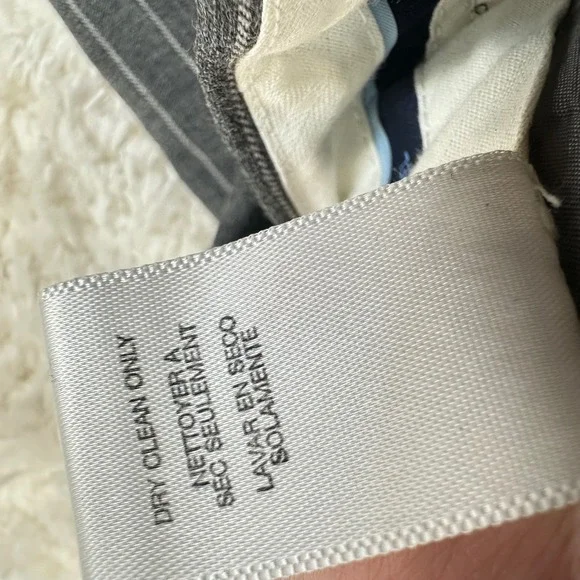 DRY CLEAN ONLY
NETTOYER A
SEC SEULEMENT
LAVAR EN SECO
SOLAMENTE